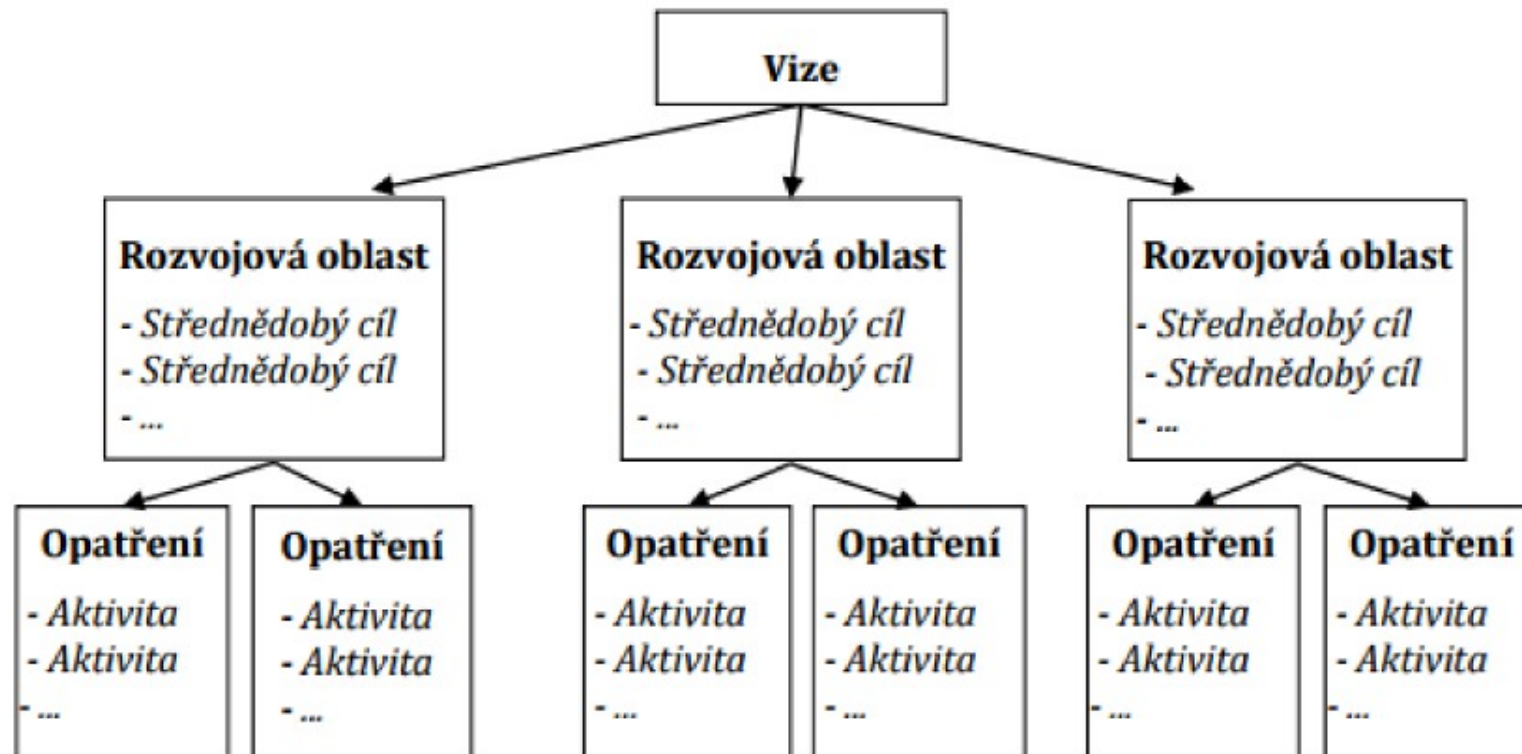 Vize
Rozvojová oblast
- Střednědobý cíl
- Střednědobý cíl
- ...
Rozvojová oblast
- Střednědobý cíl
- Střednědobý cíl
- ...
Rozvojová oblast
- Střednědobý cíl
- Střednědobý cíl
- ...
Opatření
- Aktivita
- Aktivita
- ...
Opatření
- Aktivita
- Aktivita
- ...
Opatření
- Aktivita
- Aktivita
- ...
Opatření
- Aktivita
- Aktivita
- ...
Opatření
- Aktivita
- Aktivita
- ...
Opatření
- Aktivita
- Aktivita
- ...